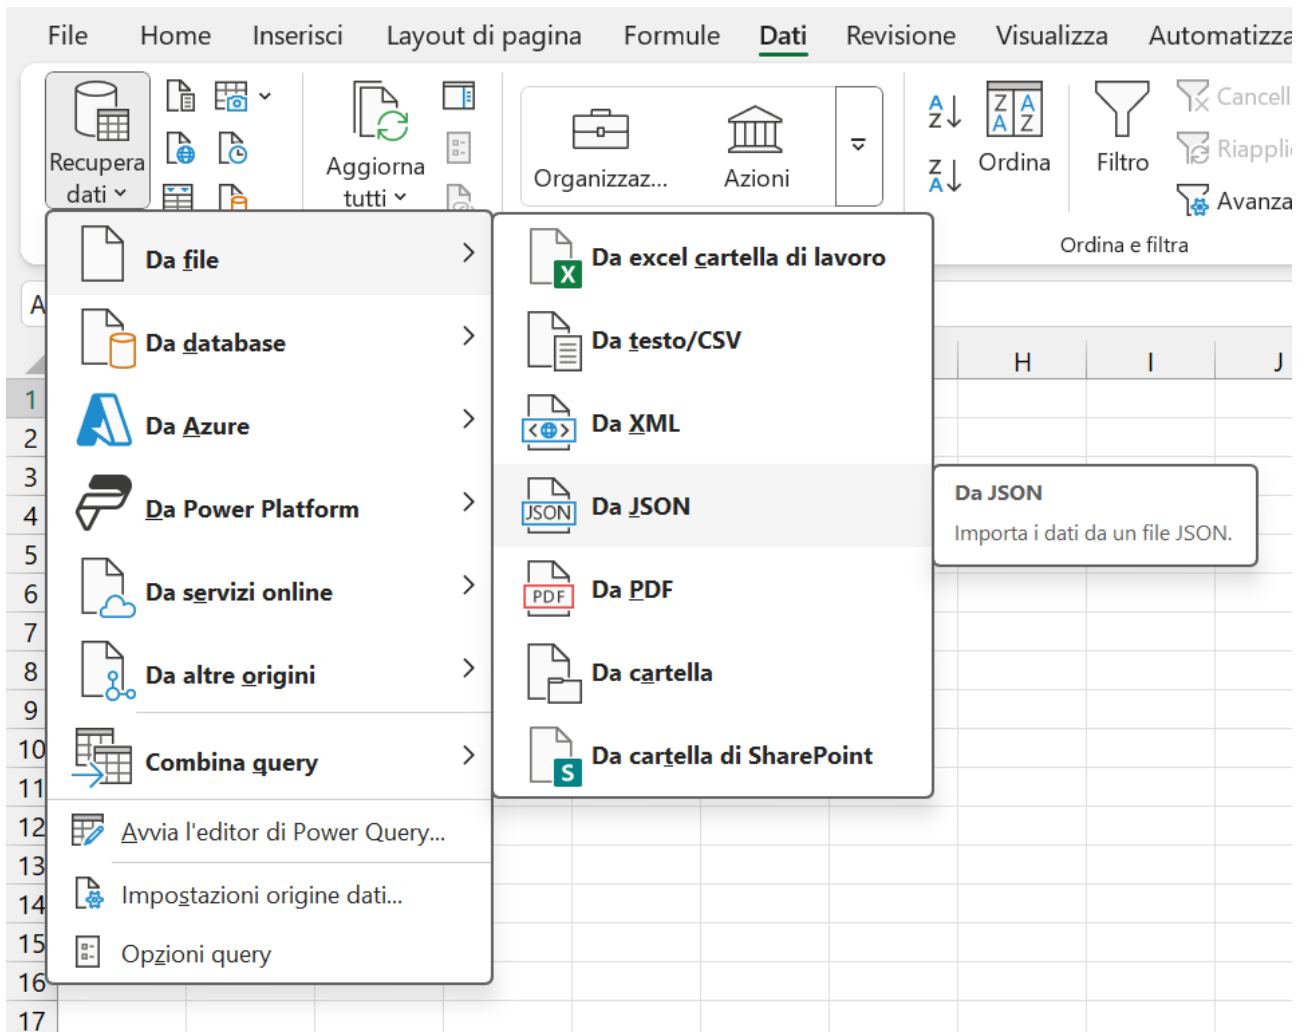 File Home Inserisci Layout di pagina Formule Dati Revisione Visualizza Automatizza
Recupera dati
Aggiorna tutti
Organizzaz...
Azioni
A Z
Z A
Z A A Z
Ordina
Filtro
Cancell
Riapplic
Avanza
Ordina e filtra
A
Da file
Da database
Da Azure
Da Power Platform
Da servizi online
Da altre origini
Combina query
Avvia l'editor di Power Query...
Impostazioni origine dati...
Opzioni query
X Da excel cartella di lavoro
Da testo/CSV
Da XML
JSON Da JSON
PDF Da PDF
Da cartella
S Da cartella di SharePoint
Da JSON
Importa i dati da un file JSON.
H I J
1
2
3
4
5
6
7
8
9
10
11
12
13
14
15
16
17